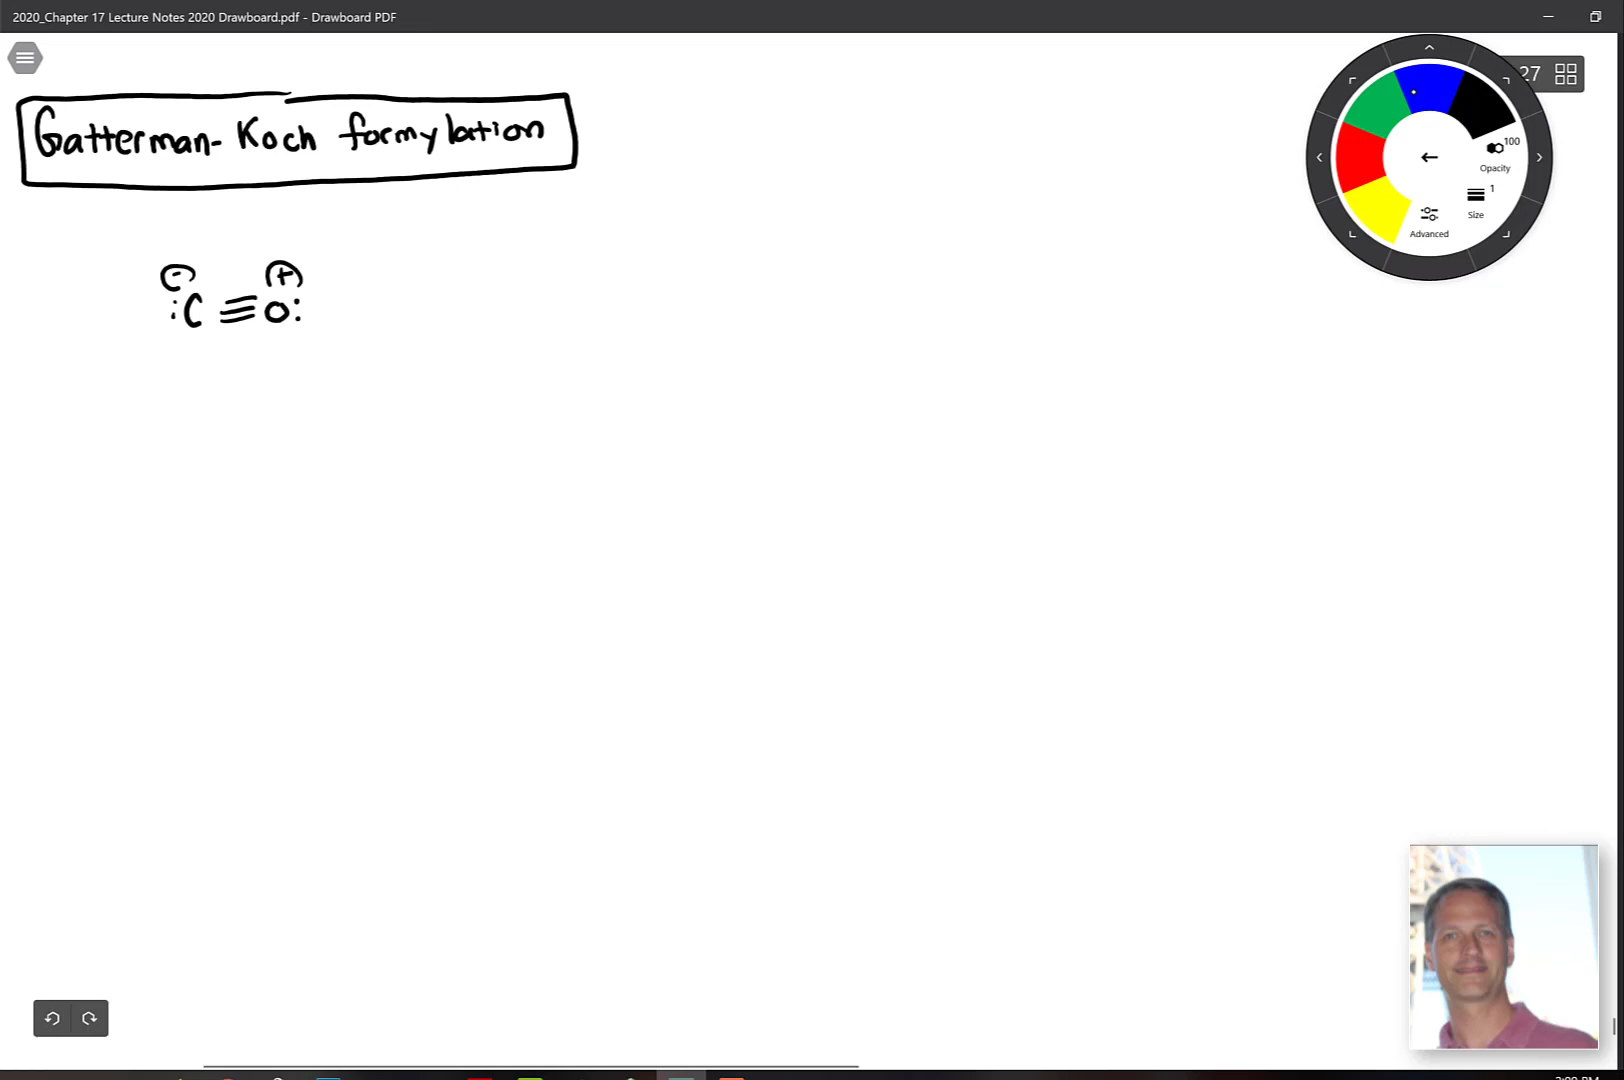 2020_Chapter 17 Lecture Notes 2020 Drawboard.pdf - Drawboard PDF
27
Gatterman-Koch formylation
100
Opacity
1
Size
Advanced
:C≡O: